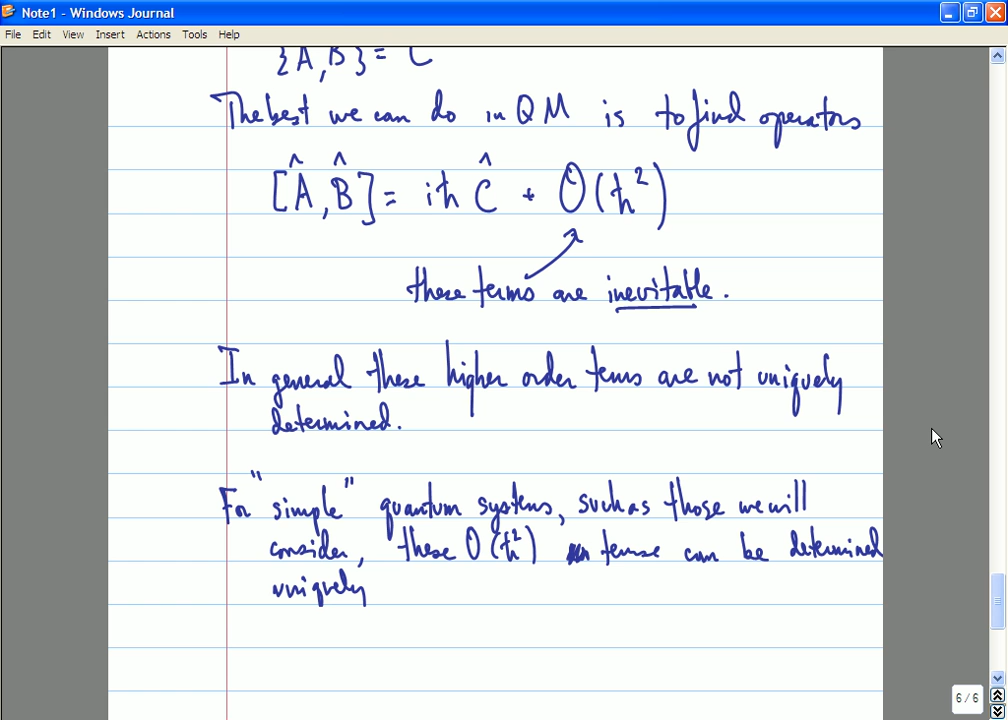 Note1 - Windows Journal
File Edit View Insert Actions Tools Help
{A,B} = C
The best we can do in QM is to find operators
[Â, B̂] = iħ Ĉ + O(ħ²)
these terms are inevitable.
In general these higher order terms are not uniquely
determined.
For "simple" quantum systems, such as those we will
consider, these O(ħ²) terms can be determined
uniquely
6/6